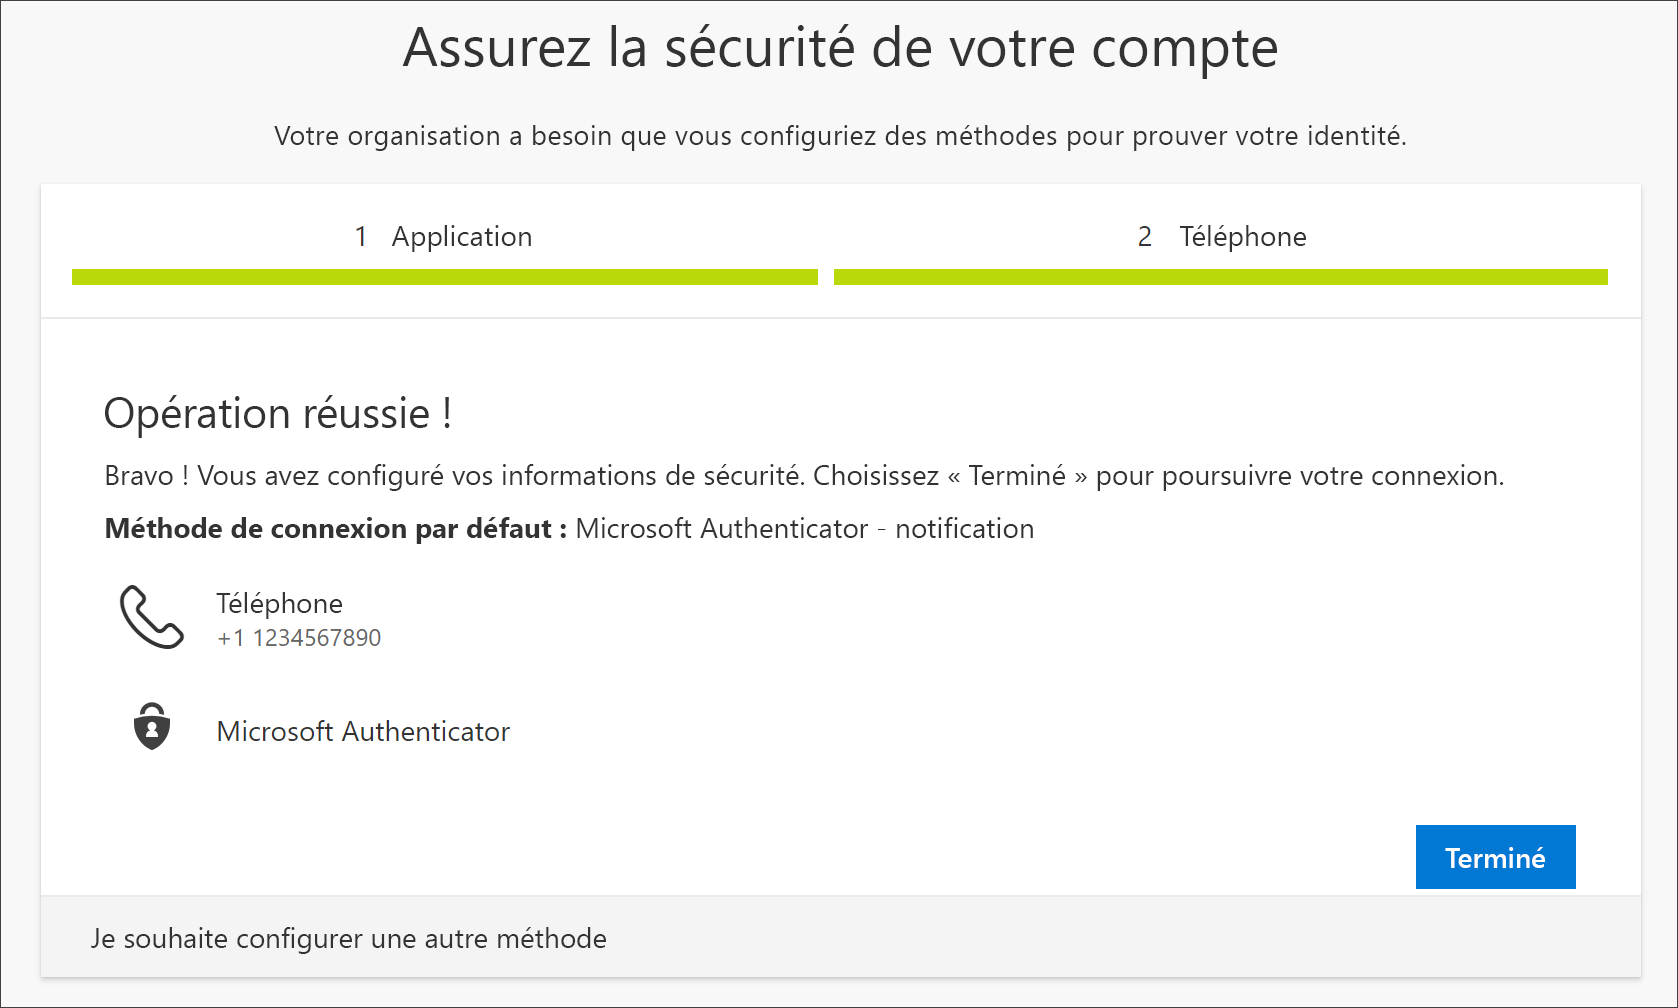 Assurez la sécurité de votre compte
Votre organisation a besoin que vous configuriez des méthodes pour prouver votre identité.
1 Application
2 Téléphone
Opération réussie !
Bravo ! Vous avez configuré vos informations de sécurité. Choisissez « Terminé » pour poursuivre votre connexion.
Méthode de connexion par défaut : Microsoft Authenticator - notification
Téléphone
+1 1234567890
Microsoft Authenticator
Terminé
Je souhaite configurer une autre méthode